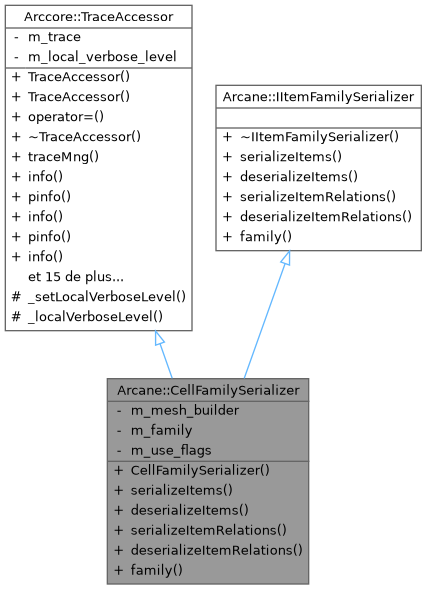 Arccore::TraceAccessor
- m_trace
- m_local_verbose_level
+ TraceAccessor()
+ TraceAccessor()
+ operator=()
+ ~TraceAccessor()
+ traceMng()
+ info()
+ pinfo()
+ info()
+ pinfo()
+ info()
et 15 de plus...
# _setLocalVerboseLevel()
# _localVerboseLevel()
Arcane::IItemFamilySerializer
+ ~IItemFamilySerializer()
+ serializeItems()
+ deserializeItems()
+ serializeItemRelations()
+ deserializeItemRelations()
+ family()
Arcane::CellFamilySerializer
- m_mesh_builder
- m_family
- m_use_flags
+ CellFamilySerializer()
+ serializeItems()
+ deserializeItems()
+ serializeItemRelations()
+ deserializeItemRelations()
+ family()